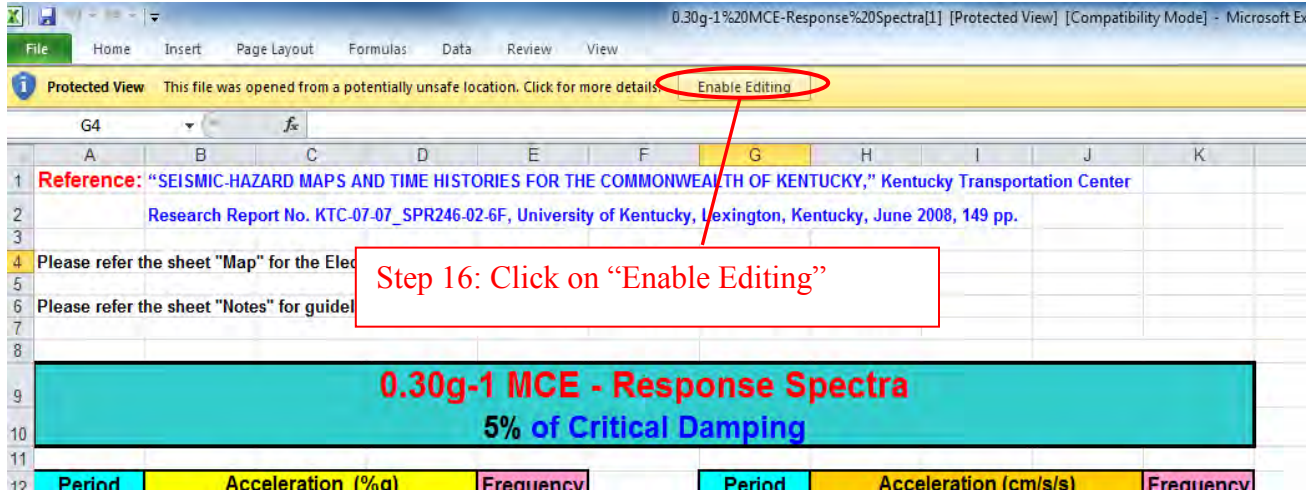 0.30g-1%20MCE-Response%20Spectra[1] [Protected View] [Compatibility Mode] - Microsoft Ex
File Home Insert Page Layout Formulas Data Review View
Protected View This file was opened from a potentially unsafe location. Click for more details. Enable Editing
G4 fx
A B C D E F G H I J K
1 Reference: “SEISMIC-HAZARD MAPS AND TIME HISTORIES FOR THE COMMONWEALTH OF KENTUCKY,” Kentucky Transportation Center
2 Research Report No. KTC-07-07_SPR246-02-6F, University of Kentucky, Lexington, Kentucky, June 2008, 149 pp.
3
4 Please refer the sheet "Map" for the Elec
Step 16: Click on “Enable Editing”
5
6 Please refer the sheet "Notes" for guidel
7
8
9 0.30g-1 MCE - Response Spectra
10 5% of Critical Damping
11
12 Period Acceleration (%g) Frequency Period Acceleration (cm/s/s) Frequency